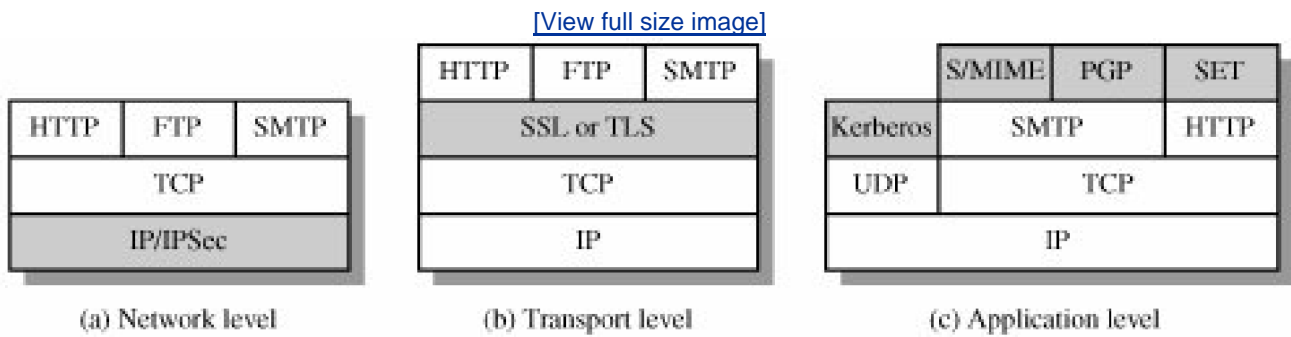 [View full size image]
HTTP FTP SMTP
TCP
IP/IPSec
(a) Network level
HTTP FTP SMTP
SSL or TLS
TCP
IP
(b) Transport level
S/MIME PGP SET
Kerberos SMTP HTTP
UDP TCP
IP
(c) Application level